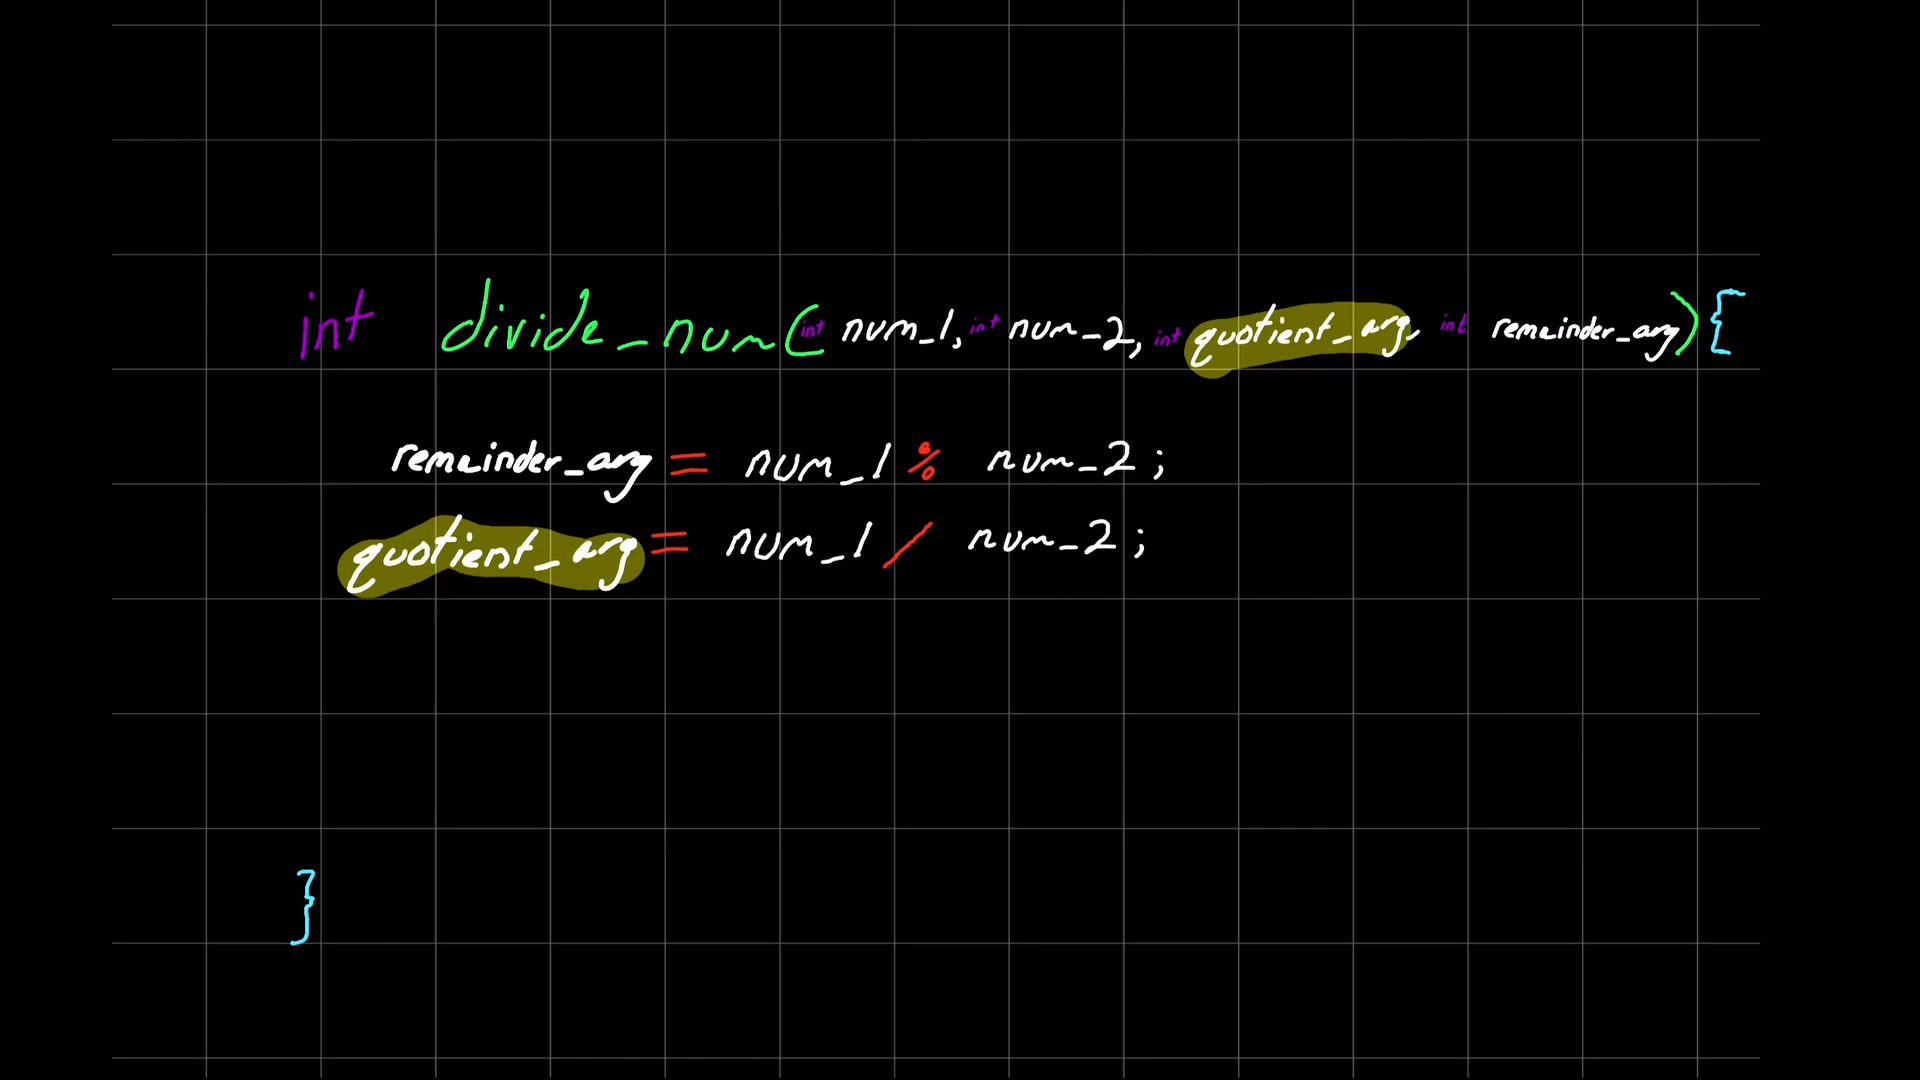 int divide_num(int num_1, int num_2, int quotient_arg, int remainder_arg){
remainder_arg = num_1 % num_2;
quotient_arg = num_1 / num_2;
}